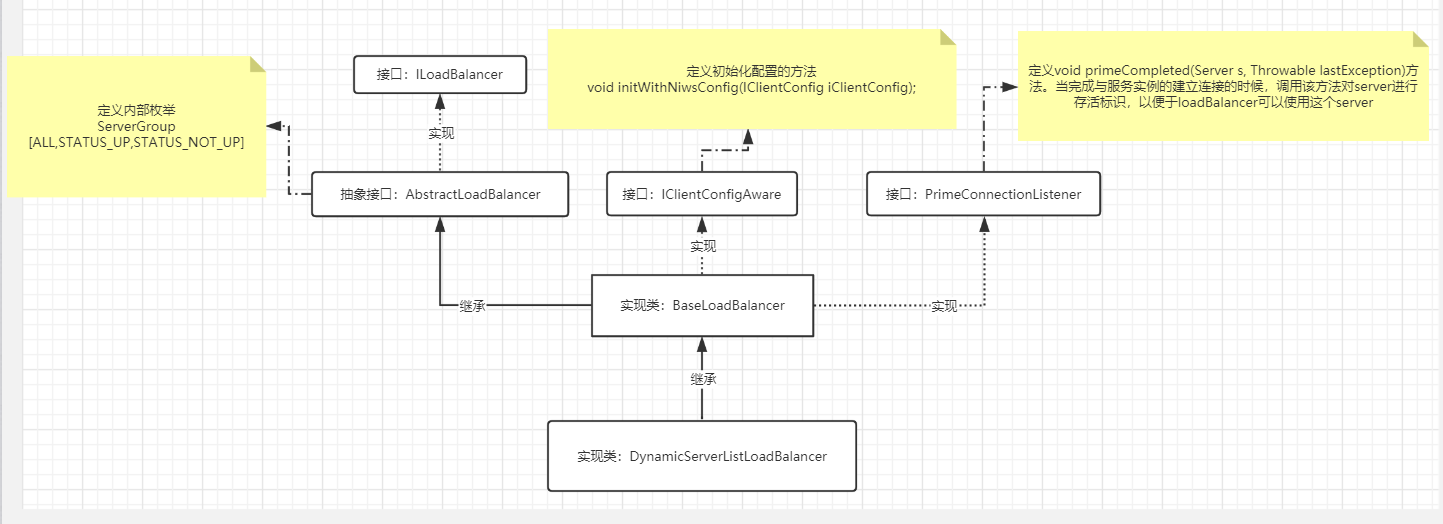 接口：ILoadBalancer
定义初始化配置的方法
void initWithNiwsConfig(IClientConfig iClientConfig);
定义void primeCompleted(Server s, Throwable lastException)方
法。当完成与服务实例的建立连接的时候，调用该方法对server进行
存活标识，以便于loadBalancer可以使用这个server
定义内部枚举
ServerGroup
[ALL,STATUS_UP,STATUS_NOT_UP]
实现
抽象接口：AbstractLoadBalancer
接口：IClientConfigAware
接口：PrimeConnectionListener
实现
继承
实现类：BaseLoadBalancer
实现
继承
实现类：DynamicServerListLoadBalancer